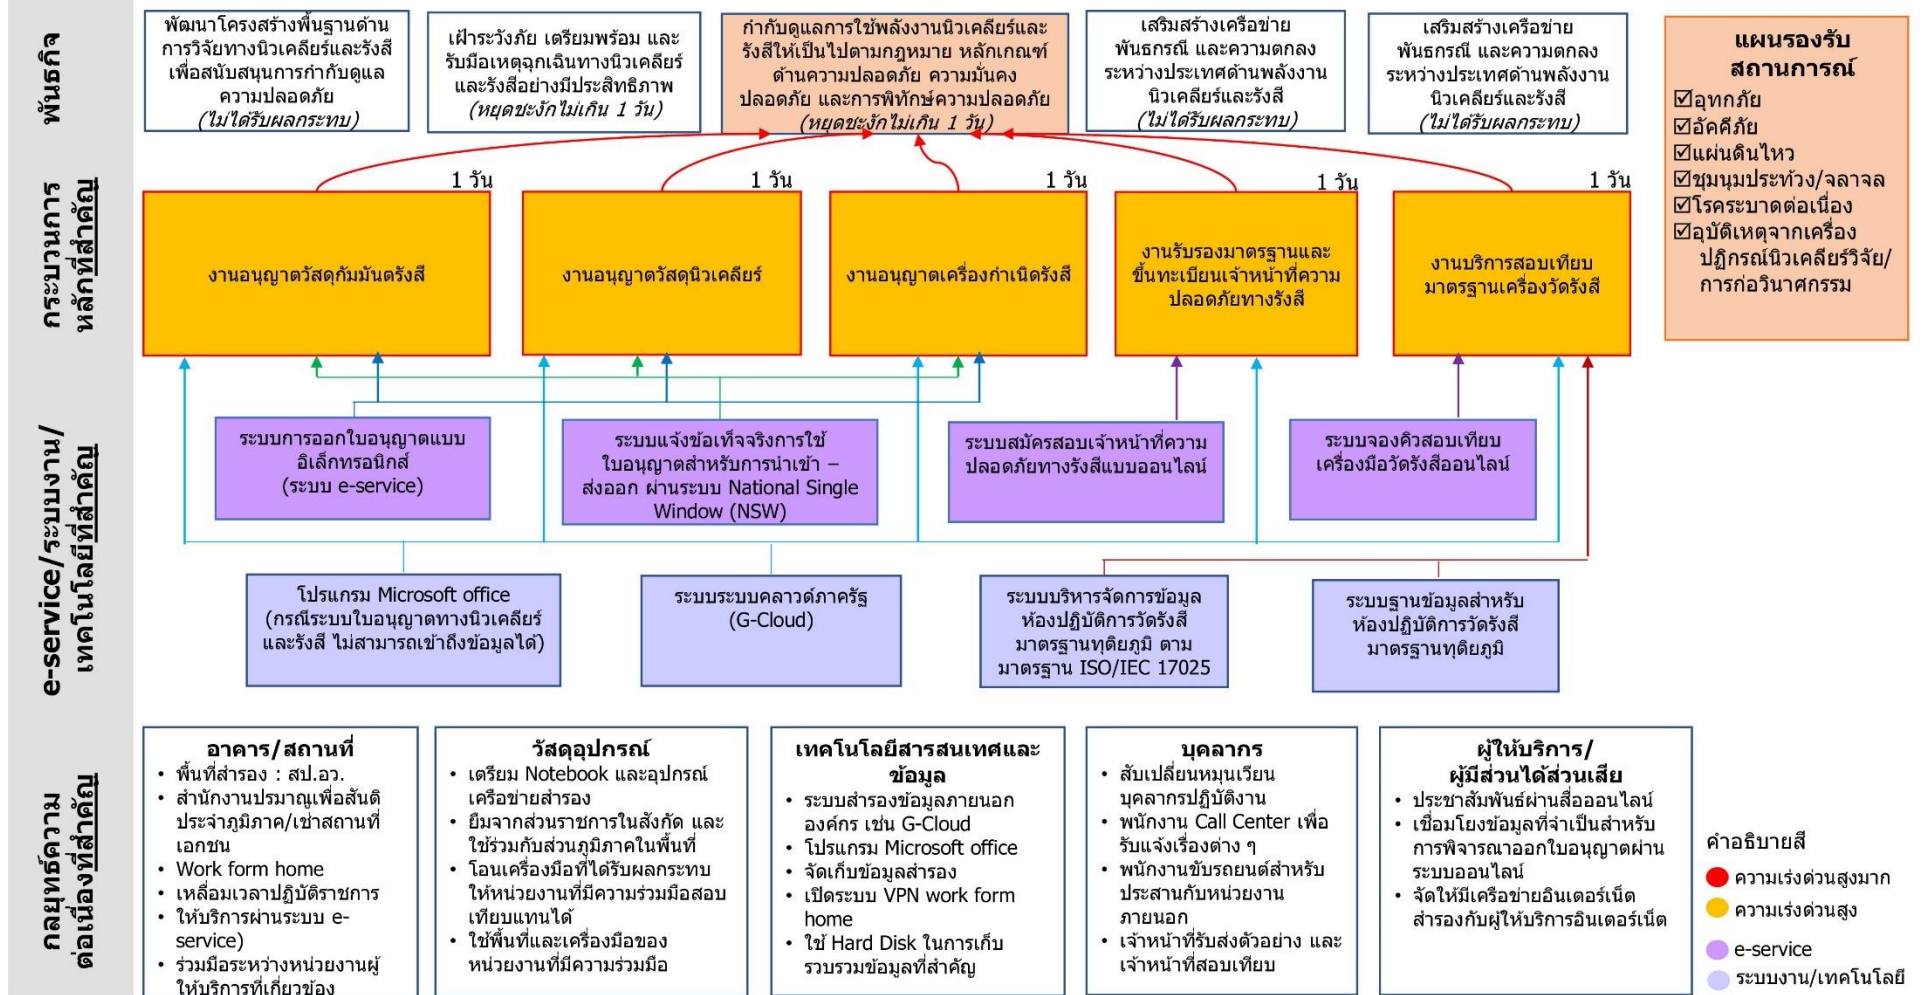 พันธกิจ
พัฒนาโครงสร้างพื้นฐานด้าน
การวิจัยทางนิวเคลียร์และรังสี
เพื่อสนับสนุนการกำกับดูแล
ความปลอดภัย
(ไม่ได้รับผลกระทบ)
เฝ้าระวังภัย เตรียมพร้อม และ
รับมือเหตุฉุกเฉินทางนิวเคลียร์
และรังสีอย่างมีประสิทธิภาพ
(หยุดชะงักไม่เกิน 1 วัน)
กำกับดูแลการใช้พลังงานนิวเคลียร์และ
รังสีให้เป็นไปตามกฎหมาย หลักเกณฑ์
ด้านความปลอดภัย ความมั่นคง
ปลอดภัย และการพิทักษ์ความปลอดภัย
(หยุดชะงักไม่เกิน 1 วัน)
เสริมสร้างเครือข่าย
พันธกรณี และความตกลง
ระหว่างประเทศด้านพลังงาน
นิวเคลียร์และรังสี
(ไม่ได้รับผลกระทบ)
เสริมสร้างเครือข่าย
พันธกรณี และความตกลง
ระหว่างประเทศด้านพลังงาน
นิวเคลียร์และรังสี
(ไม่ได้รับผลกระทบ)
แผนรองรับ
สถานการณ์
☑อุทกภัย
☑อัคคีภัย
☑แผ่นดินไหว
☑ชุมนุมประท้วง/จลาจล
☑โรคระบาดต่อเนื่อง
☑อุบัติเหตุจากเครื่อง
ปฏิกรณ์นิวเคลียร์วิจัย/
การก่อวินาศกรรม
กระบวนการ
หลักที่สำคัญ
1 วัน
งานอนุญาตวัสดุกัมมันตรังสี
1 วัน
งานอนุญาตวัสดุนิวเคลียร์
1 วัน
งานอนุญาตเครื่องกำเนิดรังสี
1 วัน
งานรับรองมาตรฐานและ
ขึ้นทะเบียนเจ้าหน้าที่ความ
ปลอดภัยทางรังสี
1 วัน
งานบริการสอบเทียบ
มาตรฐานเครื่องวัดรังสี
e-service/ระบบงาน/
เทคโนโลยีที่สำคัญ
ระบบการออกใบอนุญาตแบบ
อิเล็กทรอนิกส์
(ระบบ e-service)
ระบบแจ้งข้อเท็จจริงการใช้
ใบอนุญาตสำหรับการนำเข้า –
ส่งออก ผ่านระบบ National Single
Window (NSW)
ระบบสมัครสอบเจ้าหน้าที่ความ
ปลอดภัยทางรังสีแบบออนไลน์
ระบบจองคิวสอบเทียบ
เครื่องมือวัดรังสีออนไลน์
โปรแกรม Microsoft office
(กรณีระบบใบอนุญาตทางนิวเคลียร์
และรังสี ไม่สามารถเข้าถึงข้อมูลได้)
ระบบระบบคลาวด์ภาครัฐ
(G-Cloud)
ระบบบริหารจัดการข้อมูล
ห้องปฏิบัติการวัดรังสี
มาตรฐานทุติยภูมิ ตาม
มาตรฐาน ISO/IEC 17025
ระบบฐานข้อมูลสำหรับ
ห้องปฏิบัติการวัดรังสี
มาตรฐานทุติยภูมิ
กลยุทธ์ความ
ต่อเนื่องที่สำคัญ
อาคาร/สถานที่
• พื้นที่สำรอง : สป.อว.
• สำนักงานปรมาณูเพื่อสันติ
ประจำภูมิภาค/เช่าสถานที่
เอกชน
• Work form home
• เหลื่อมเวลาปฏิบัติราชการ
• ให้บริการผ่านระบบ e-
service)
• ร่วมมือระหว่างหน่วยงานผู้
ให้บริการที่เกี่ยวข้อง
วัสดุอุปกรณ์
• เตรียม Notebook และอุปกรณ์
เครือข่ายสำรอง
• ยืมจากส่วนราชการในสังกัด และ
ใช้ร่วมกับส่วนภูมิภาคในพื้นที่
• โอนเครื่องมือที่ได้รับผลกระทบ
ให้หน่วยงานที่มีความร่วมมือสอบ
เทียบแทนได้
• ใช้พื้นที่และเครื่องมือของ
หน่วยงานที่มีความร่วมมือ
เทคโนโลยีสารสนเทศและ
ข้อมูล
• ระบบสำรองข้อมูลภายนอก
องค์กร เช่น G-Cloud
• โปรแกรม Microsoft office
• จัดเก็บข้อมูลสำรอง
• เปิดระบบ VPN work form
home
• ใช้ Hard Disk ในการเก็บ
รวบรวมข้อมูลที่สำคัญ
บุคลากร
• สับเปลี่ยนหมุนเวียน
บุคลากรปฏิบัติงาน
• พนักงาน Call Center เพื่อ
รับแจ้งเรื่องต่าง ๆ
• พนักงานขับรถยนต์สำหรับ
ประสานกับหน่วยงาน
ภายนอก
• เจ้าหน้าที่รับส่งตัวอย่าง และ
เจ้าหน้าที่สอบเทียบ
ผู้ให้บริการ/
ผู้มีส่วนได้ส่วนเสีย
• ประชาสัมพันธ์ผ่านสื่อออนไลน์
• เชื่อมโยงข้อมูลที่จำเป็นสำหรับ
การพิจารณาออกใบอนุญาตผ่าน
ระบบออนไลน์
• จัดให้มีเครือข่ายอินเตอร์เน็ต
สำรองกับผู้ให้บริการอินเตอร์เน็ต
คำอธิบายสี
ความเร่งด่วนสูงมาก
ความเร่งด่วนสูง
e-service
ระบบงาน/เทคโนโลยี